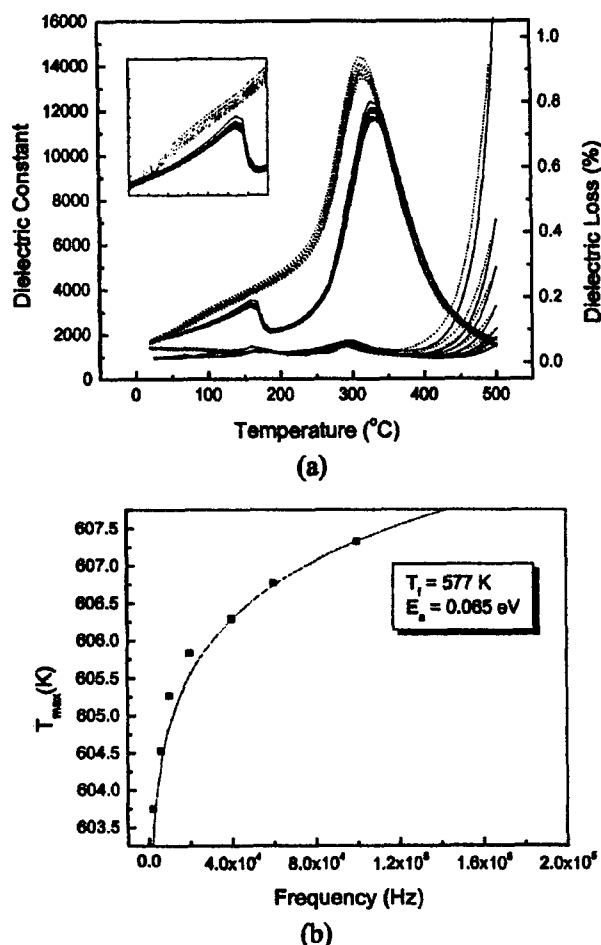 16000
14000
12000
10000
8000
6000
4000
2000
0
Dielectric Constant
1.0
0.8
0.6
0.4
0.2
0.0
Dielectric Loss (%)
0 100 200 300 400 500
Temperature (°C)
(a)
607.5
607.0
606.5
606.0
605.5
605.0
604.5
604.0
603.5
Tmax(K)
Tf = 577 K
Ea = 0.065 eV
0.0 4.0x10⁴ 8.0x10⁴ 1.2x10⁵ 1.6x10⁵ 2.0x10⁵
Frequency (Hz)
(b)